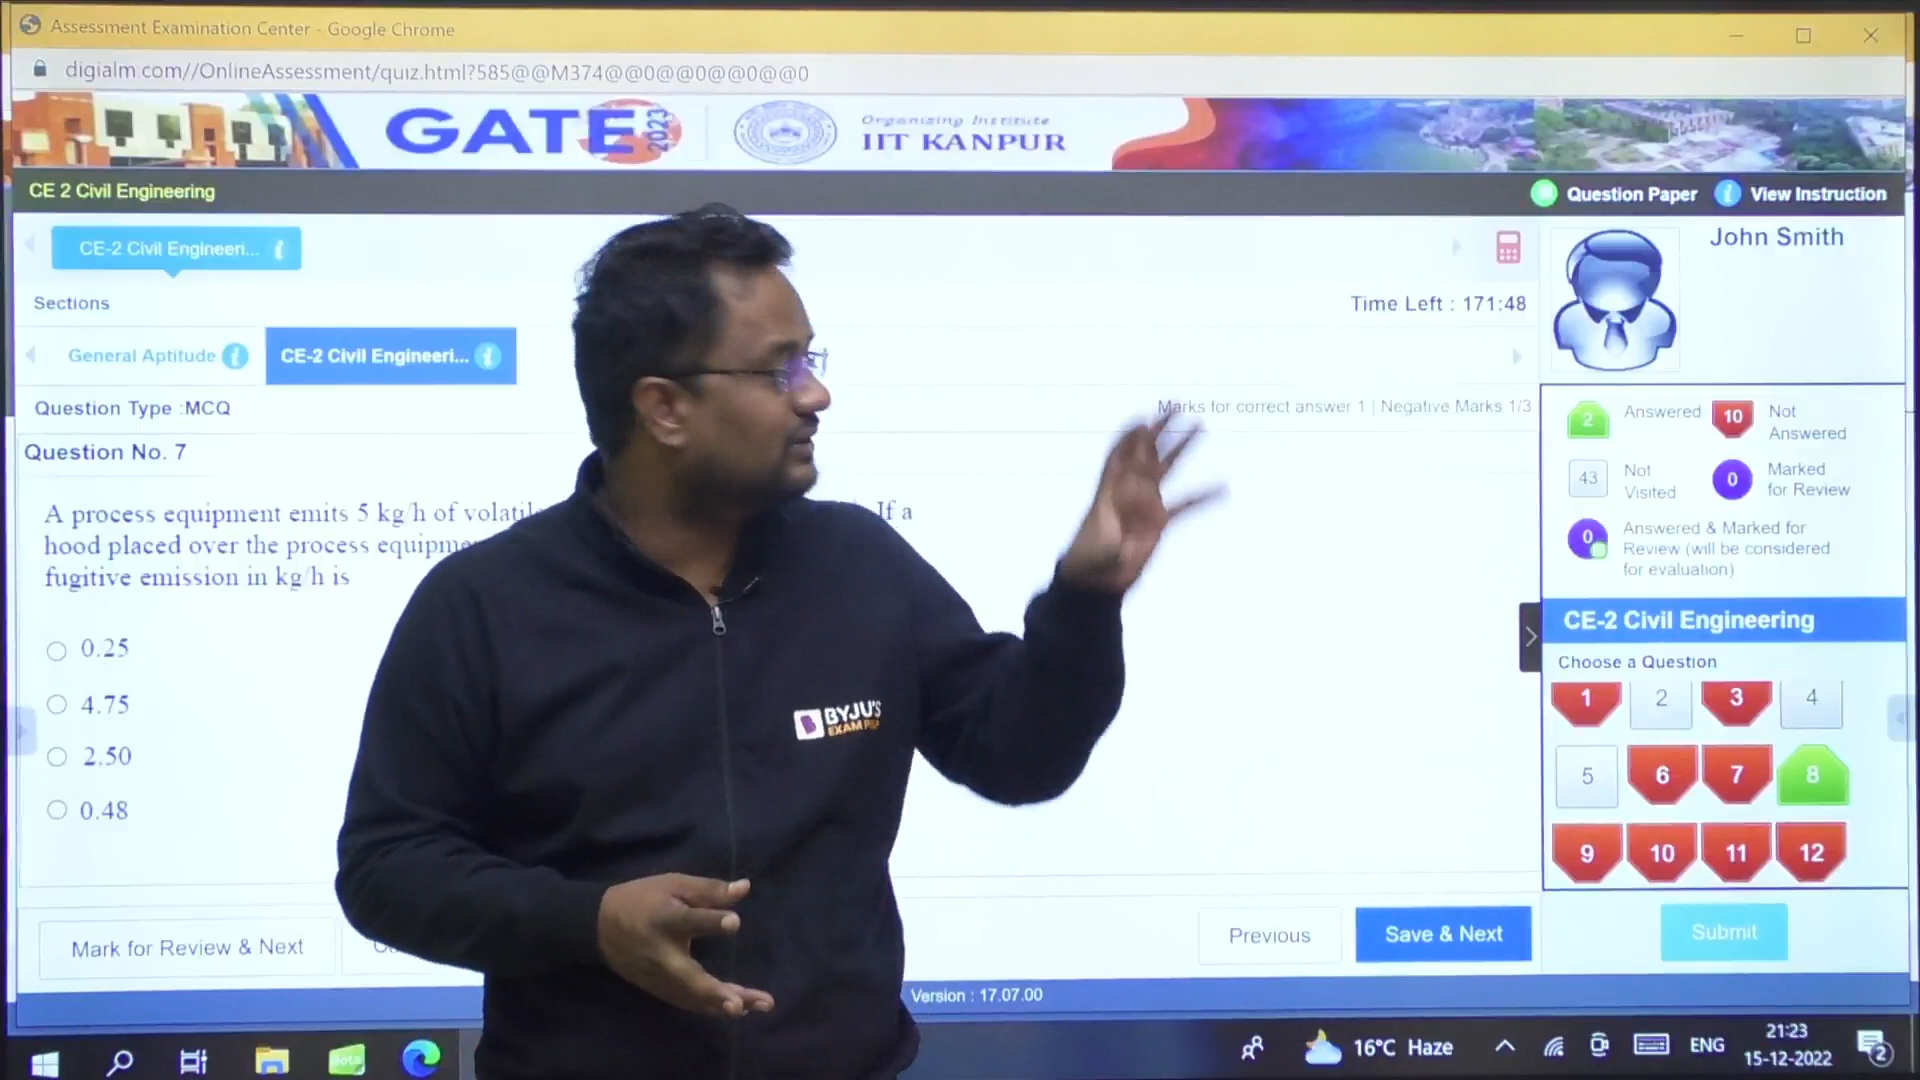 Assessment Examination Center - Google Chrome
digialm.com//OnlineAssessment/quiz.html?585@@M374@@0@@0@@0@@0
GATE 2023
Organizing Institute
IIT KANPUR
CE 2 Civil Engineering
Question Paper
View Instruction
CE-2 Civil Engineeri...
John Smith
Sections
Time Left : 171:48
General Aptitude
CE-2 Civil Engineeri...
Question Type :MCQ
Marks for correct answer 1 | Negative Marks 1/3
Question No. 7
A process equipment emits 5 kg/h of If a
hood placed over the process
fugitive emission in kg/h is
0.25
4.75
2.50
0.48
2 Answered
10 Not Answered
43 Not Visited
0 Marked for Review
0 Answered & Marked for
Review (will be considered
for evaluation)
CE-2 Civil Engineering
Choose a Question
1 2 3 4
5 6 7 8
9 10 11 12
BYJU'S
EXAM PREP
Mark for Review & Next
Previous
Save & Next
Submit
Version : 17.07.00
16°C Haze
ENG
21:23
15-12-2022
2